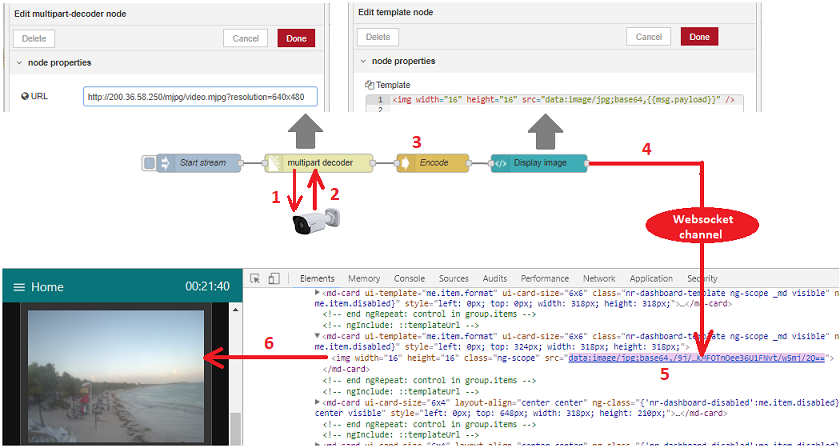 Edit multipart-decoder node
Delete
Cancel
Done
node properties
URL
http://200.36.58.250/mjpg/video.mjpg?resolution=640x480
Edit template node
Delete
Cancel
Done
node properties
Template
1 <img width="16" height="16" src="data:image/jpg;base64,{{msg.payload}}" />
2
3
4
Start stream
multipart decoder
Encode
Display image
1
2
Websocket
channel
Home
00:21:40
Elements Memory Console Sources Audits Performance Network Application Security
<md-card ui-template="me.item.format" ui-card-size="6x6" class="nr-dashboard-template ng-scope _md visible" n
me.item.disabled}" style="left: 0px; top: 0px; width: 318px; height: 318px;">…</md-card>
<!-- end ngRepeat: control in group.items -->
<!-- ngInclude: ::templateUrl -->
<md-card ui-template="me.item.format" ui-card-size="6x6" class="nr-dashboard-template ng-scope _md visible" n
me.item.disabled}" style="left: 0px; top: 324px; width: 318px; height: 318px;">
6
<img width="16" height="16" class="ng-scope" src="data:image/jpg;base64,/9j/
</md-card>
5
<!-- end ngRepeat: control in group.items -->
<!-- ngInclude: ::templateUrl -->
<md-card ui-card-size="6x4" layout-align="center center" ng-class="{'nr-dashboard-disabled':me.item.disabled}
center visible" style="left: 0px; top: 648px; width: 318px; height: 210px;">…</md-card>
<!-- end ngRepeat: control in group.items -->
<!-- ngInclude: ::templateUrl -->